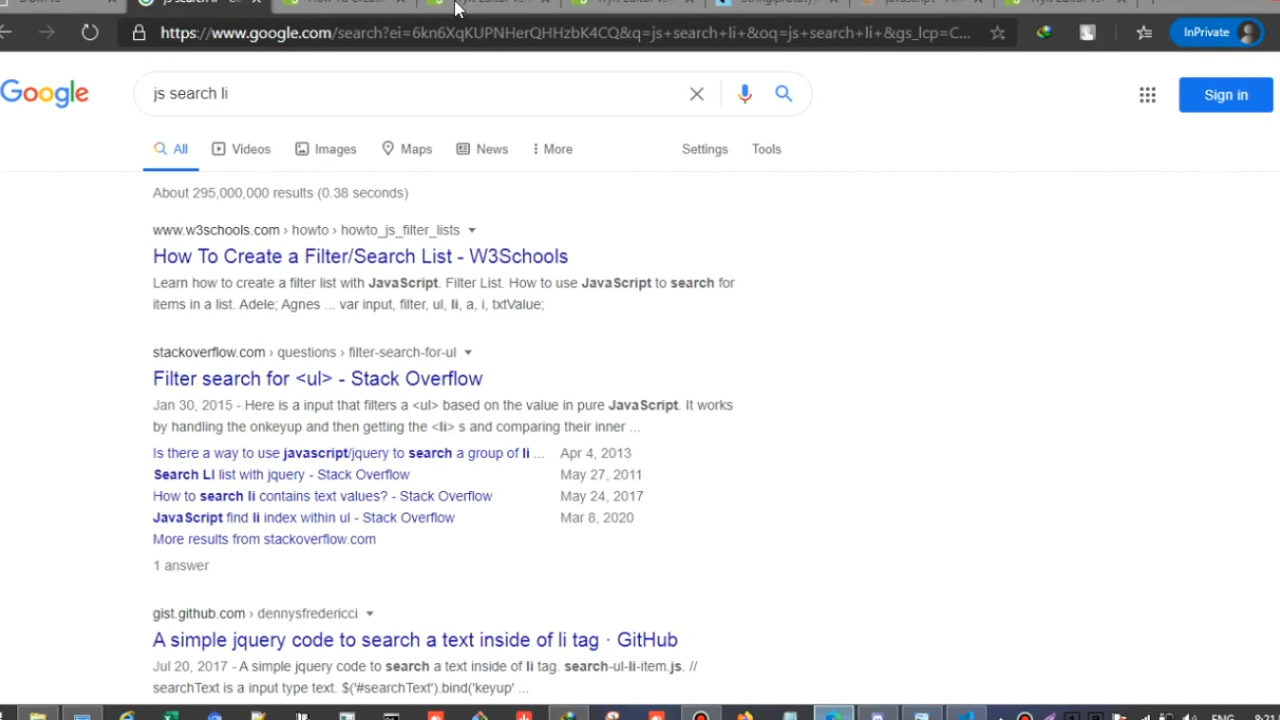 js search li
How To Crea
String.prototyp
https://www.google.com/search?ei=6kn6XqKUPNHerQHHzbK4CQ&q=js+search+li+&oq=js+search+li+&gs_lcp=C...
InPrivate
Google
js search li
Sign in
All
Videos
Images
Maps
News
More
Settings
Tools
About 295,000,000 results (0.38 seconds)
www.w3schools.com › howto › howto_js_filter_lists
How To Create a Filter/Search List - W3Schools
Learn how to create a filter list with JavaScript. Filter List. How to use JavaScript to search for
items in a list. Adele; Agnes ... var input, filter, ul, li, a, i, txtValue;
stackoverflow.com › questions › filter-search-for-ul
Filter search for <ul> - Stack Overflow
Jan 30, 2015 - Here is a input that filters a <ul> based on the value in pure JavaScript. It works
by handling the onkeyup and then getting the <li> s and comparing their inner ...
Is there a way to use javascript/jquery to search a group of li ... Apr 4, 2013
Search LI list with jquery - Stack Overflow May 27, 2011
How to search li contains text values? - Stack Overflow May 24, 2017
JavaScript find li index within ul - Stack Overflow Mar 8, 2020
More results from stackoverflow.com
1 answer
gist.github.com › dennysfredericci
A simple jquery code to search a text inside of li tag · GitHub
Jul 20, 2017 - A simple jquery code to search a text inside of li tag. search-ul-li-item.js. //
searchText is a input type text. $('#searchText').bind('keyup' ...